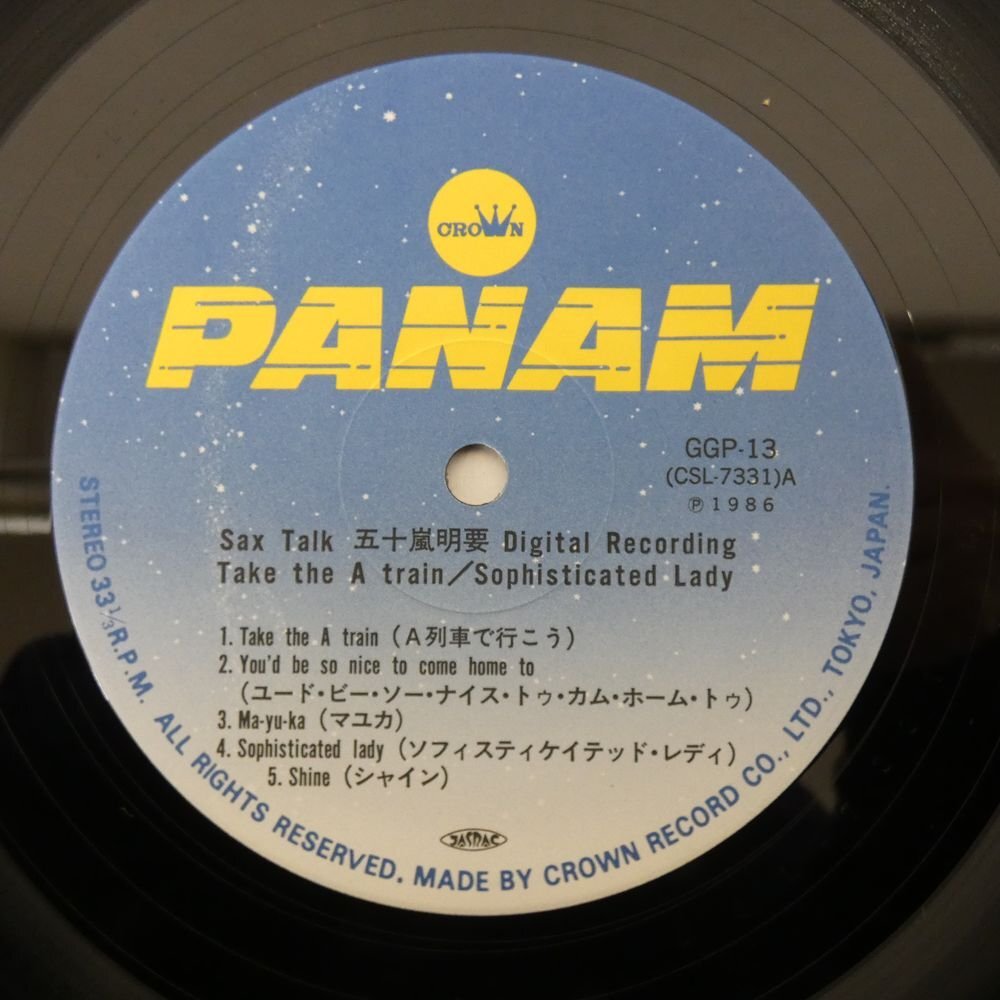 CROWN
PANAM
GGP-13
(CSL-7331)A
Ⓟ 1986
Sax Talk 五十嵐明要 Digital Recording
Take the A train/Sophisticated Lady
1. Take the A train (A列車で行こう)
2. You'd be so nice to come home to
(ユード・ビー・ソー・ナイス・トゥ・カム・ホーム・トゥ)
3. Ma-yu-ka (マユカ)
4. Sophisticated lady (ソフィスティケイテッド・レディ)
5. Shine (シャイン)
JASRAC
STEREO 33⅓R.P.M. ALL RIGHTS RESERVED. MADE BY CROWN RECORD CO., LTD., TOKYO, JAPAN.